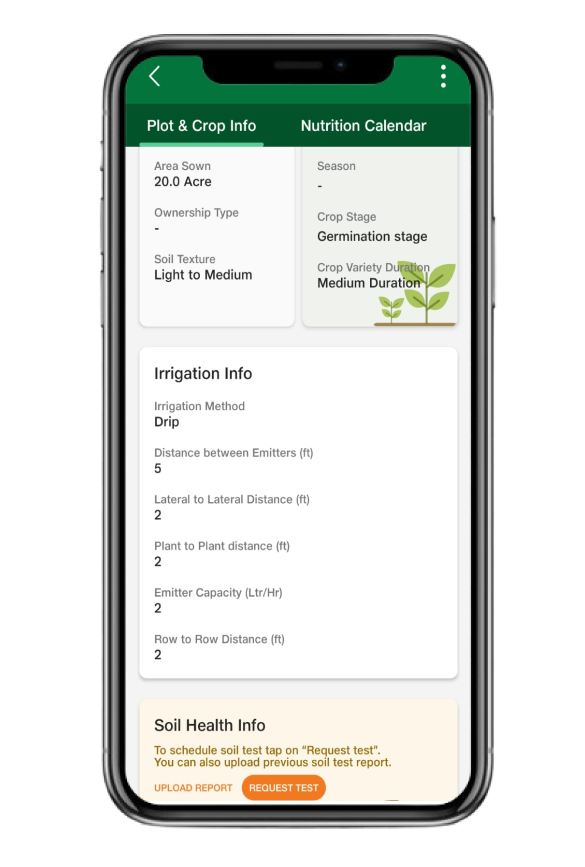 Plot & Crop Info
Nutrition Calendar
Area Sown
20.0 Acre
Ownership Type
-
Soil Texture
Light to Medium
Season
-
Crop Stage
Germination stage
Crop Variety Duration
Medium Duration
Irrigation Info
Irrigation Method
Drip
Distance between Emitters (ft)
5
Lateral to Lateral Distance (ft)
2
Plant to Plant distance (ft)
2
Emitter Capacity (Ltr/Hr)
2
Row to Row Distance (ft)
2
Soil Health Info
To schedule soil test tap on “Request test”.
You can also upload previous soil test report.
UPLOAD REPORT
REQUEST TEST